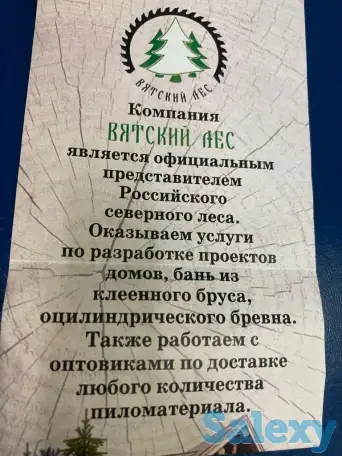 ВЯТСКИЙ ЛЕС
Компания
ВЯТСКИЙ ЛЕС
является официальным
представителем
Российского
северного леса.
Оказываем услуги
по разработке проектов
домов, бань из
клеенного бруса,
оцилиндрического бревна.
Также работаем с
оптовиками по доставке
любого количества
пиломатериала.
Salexy